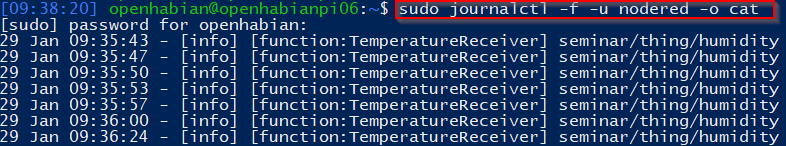 [09:38:20] openhabian@openhabianpi06:~$ sudo journalctl -f -u nodered -o cat
[sudo] password for openhabian:
29 Jan 09:35:43 - [info] [function:TemperatureReceiver] seminar/thing/humidity
29 Jan 09:35:47 - [info] [function:TemperatureReceiver] seminar/thing/humidity
29 Jan 09:35:50 - [info] [function:TemperatureReceiver] seminar/thing/humidity
29 Jan 09:35:53 - [info] [function:TemperatureReceiver] seminar/thing/humidity
29 Jan 09:35:57 - [info] [function:TemperatureReceiver] seminar/thing/humidity
29 Jan 09:36:00 - [info] [function:TemperatureReceiver] seminar/thing/humidity
29 Jan 09:36:24 - [info] [function:TemperatureReceiver] seminar/thing/humidity